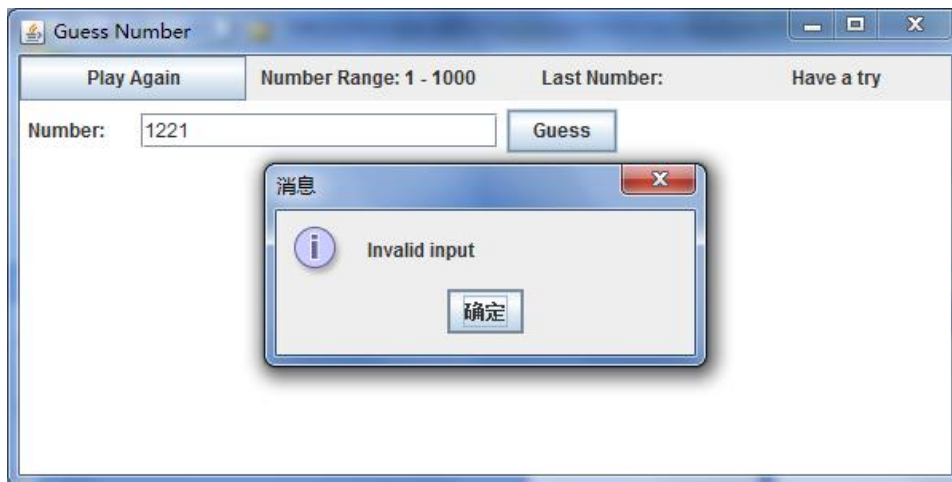 Guess Number
Play Again Number Range: 1 - 1000 Last Number: Have a try
Number: 1221 Guess
消息
Invalid input
确定